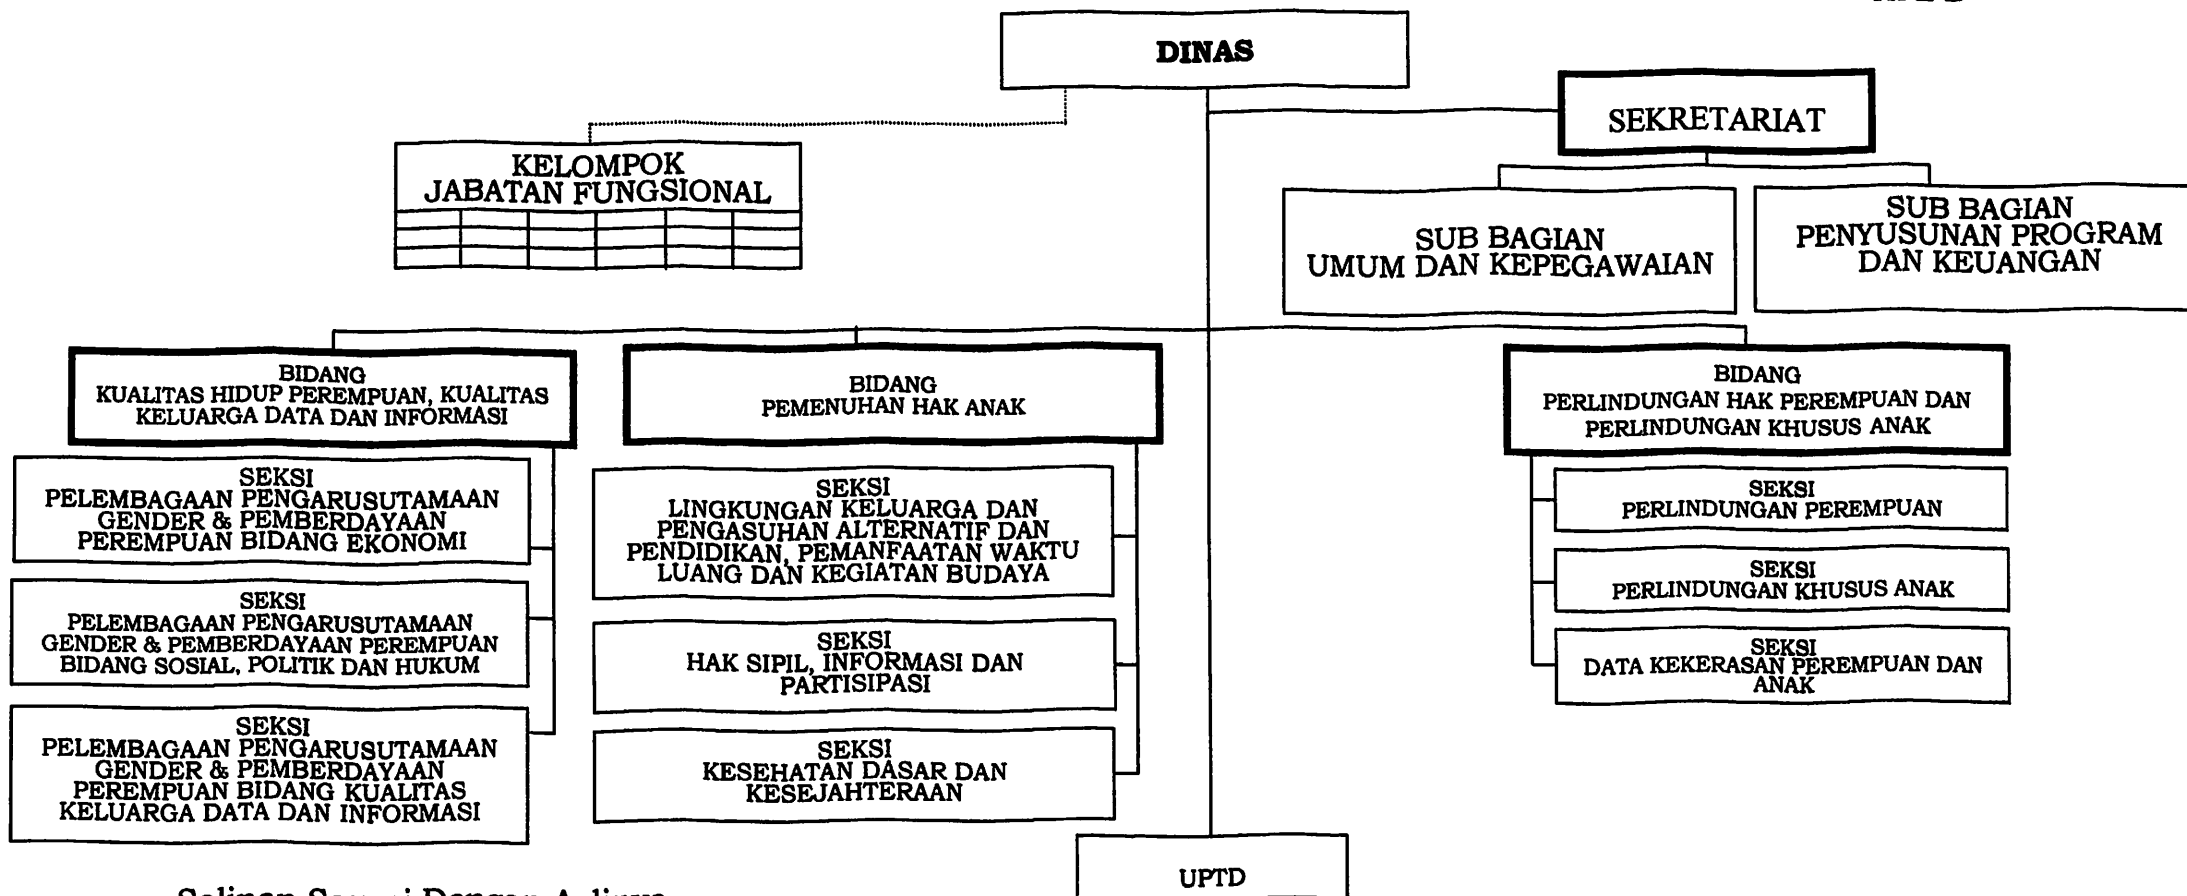 DINAS
SEKRETARIAT
KELOMPOK
JABATAN FUNGSIONAL
SUB BAGIAN
UMUM DAN KEPEGAWAIAN
SUB BAGIAN
PENYUSUNAN PROGRAM
DAN KEUANGAN
BIDANG
KUALITAS HIDUP PEREMPUAN, KUALITAS
KELUARGA DATA DAN INFORMASI
SEKSI
PELEMBAGAAN PENGARUSUTAMAAN
GENDER & PEMBERDAYAAN
PEREMPUAN BIDANG EKONOMI
SEKSI
PELEMBAGAAN PENGARUSUTAMAAN
GENDER & PEMBERDAYAAN PEREMPUAN
BIDANG SOSIAL, POLITIK DAN HUKUM
SEKSI
PELEMBAGAAN PENGARUSUTAMAAN
GENDER & PEMBERDAYAAN
PEREMPUAN BIDANG KUALITAS
KELUARGA DATA DAN INFORMASI
BIDANG
PEMENUHAN HAK ANAK
SEKSI
LINGKUNGAN KELUARGA DAN
PENGASUHAN ALTERNATIF DAN
PENDIDIKAN, PEMANFAATAN WAKTU
LUANG DAN KEGIATAN BUDAYA
SEKSI
HAK SIPIL, INFORMASI DAN
PARTISIPASI
SEKSI
KESEHATAN DASAR DAN
KESEJAHTERAAN
BIDANG
PERLINDUNGAN HAK PEREMPUAN DAN
PERLINDUNGAN KHUSUS ANAK
SEKSI
PERLINDUNGAN PEREMPUAN
SEKSI
PERLINDUNGAN KHUSUS ANAK
SEKSI
DATA KEKERASAN PEREMPUAN DAN
ANAK
UPTD
Salinan Sesuai Dengan Aslinya